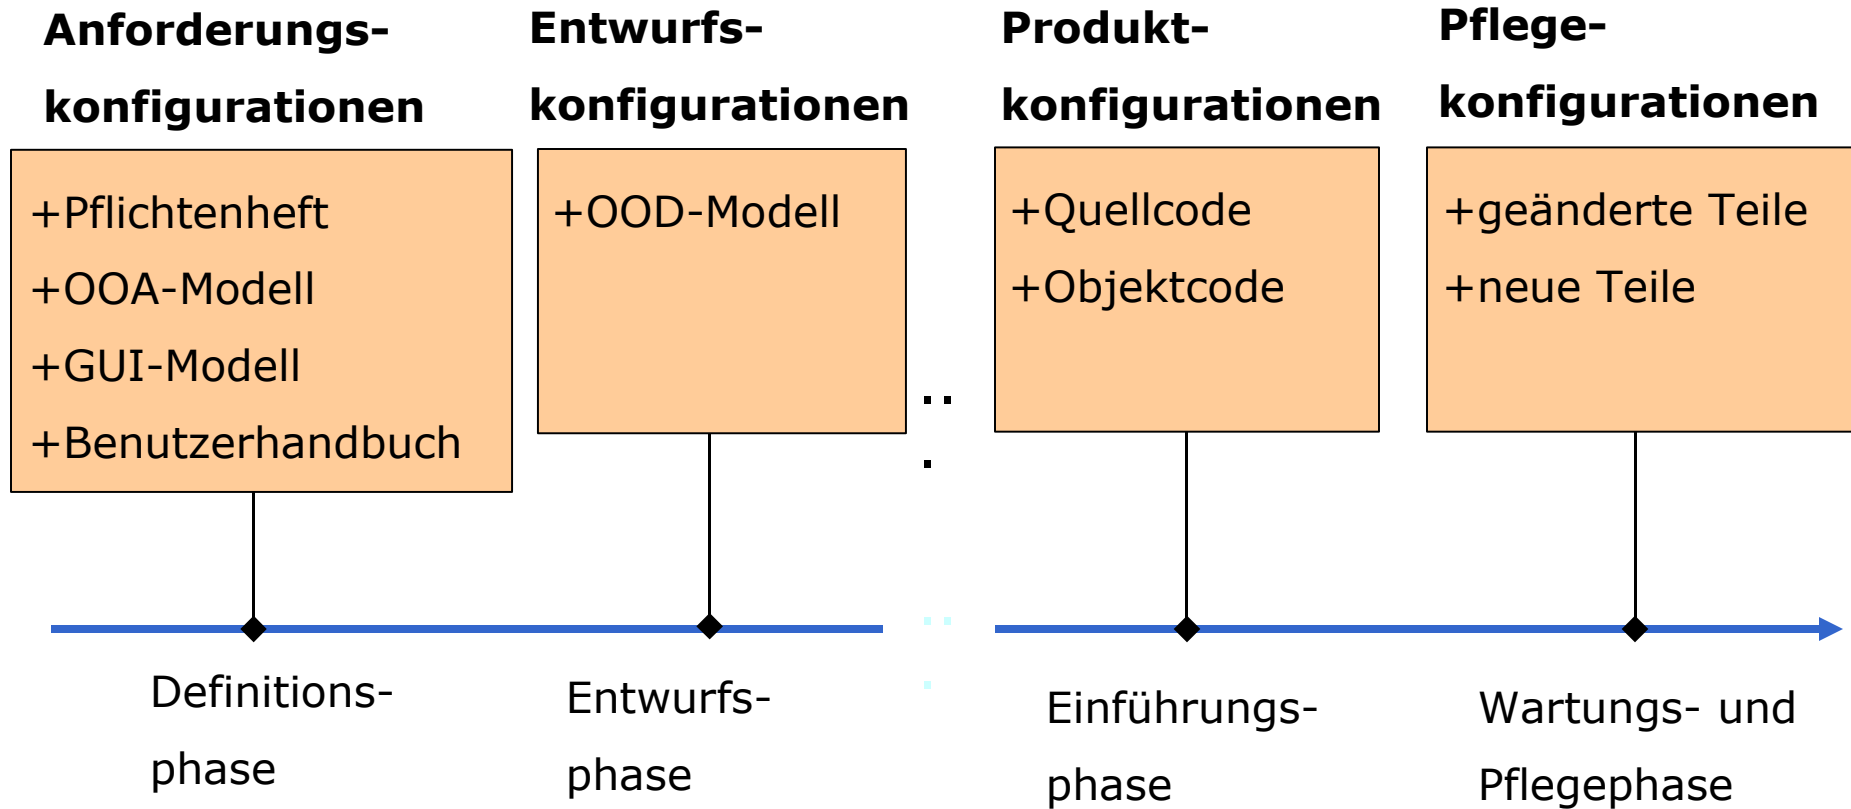 Anforderungs-
konfigurationen
+Pflichtenheft
+OOA-Modell
+GUI-Modell
+Benutzerhandbuch
Definitions-
phase
Entwurfs-
konfigurationen
+OOD-Modell
Entwurfs-
phase
..
.
..
.
Produkt-
konfigurationen
+Quellcode
+Objektcode
Einführungs-
phase
Pflege-
konfigurationen
+geänderte Teile
+neue Teile
Wartungs- und
Pflegephase